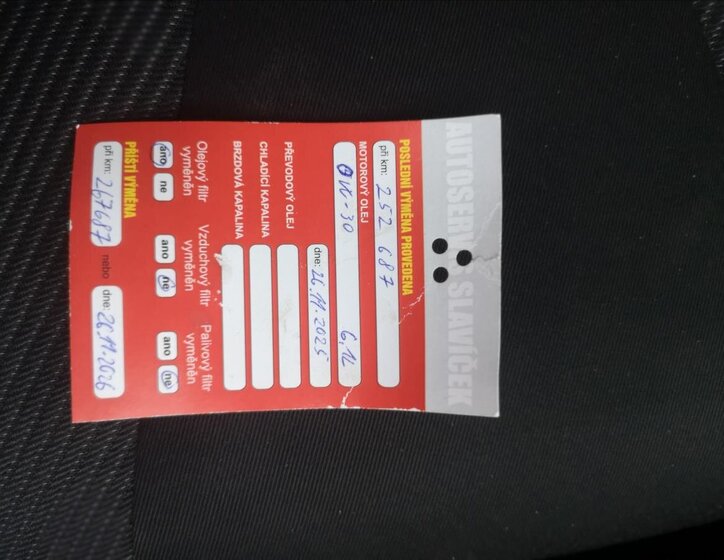 AUTOSERVIS SLAVÍČEK
POSLEDNÍ VÝMĚNA PROVEDENA
při km: 252 687
MOTOROVÝ OLEJ
0W-30 6,1L
dne: 26.11.2025
PŘEVODOVÝ OLEJ
CHLADÍCÍ KAPALINA
BRZDOVÁ KAPALINA
Olejový filtr vyměněn
ano ne
Vzduchový filtr vyměněn
ano ne
Palivový filtr vyměněn
ano ne
PŘÍŠTÍ VÝMĚNA
při km: 267687 nebo dne: 26.11.2026